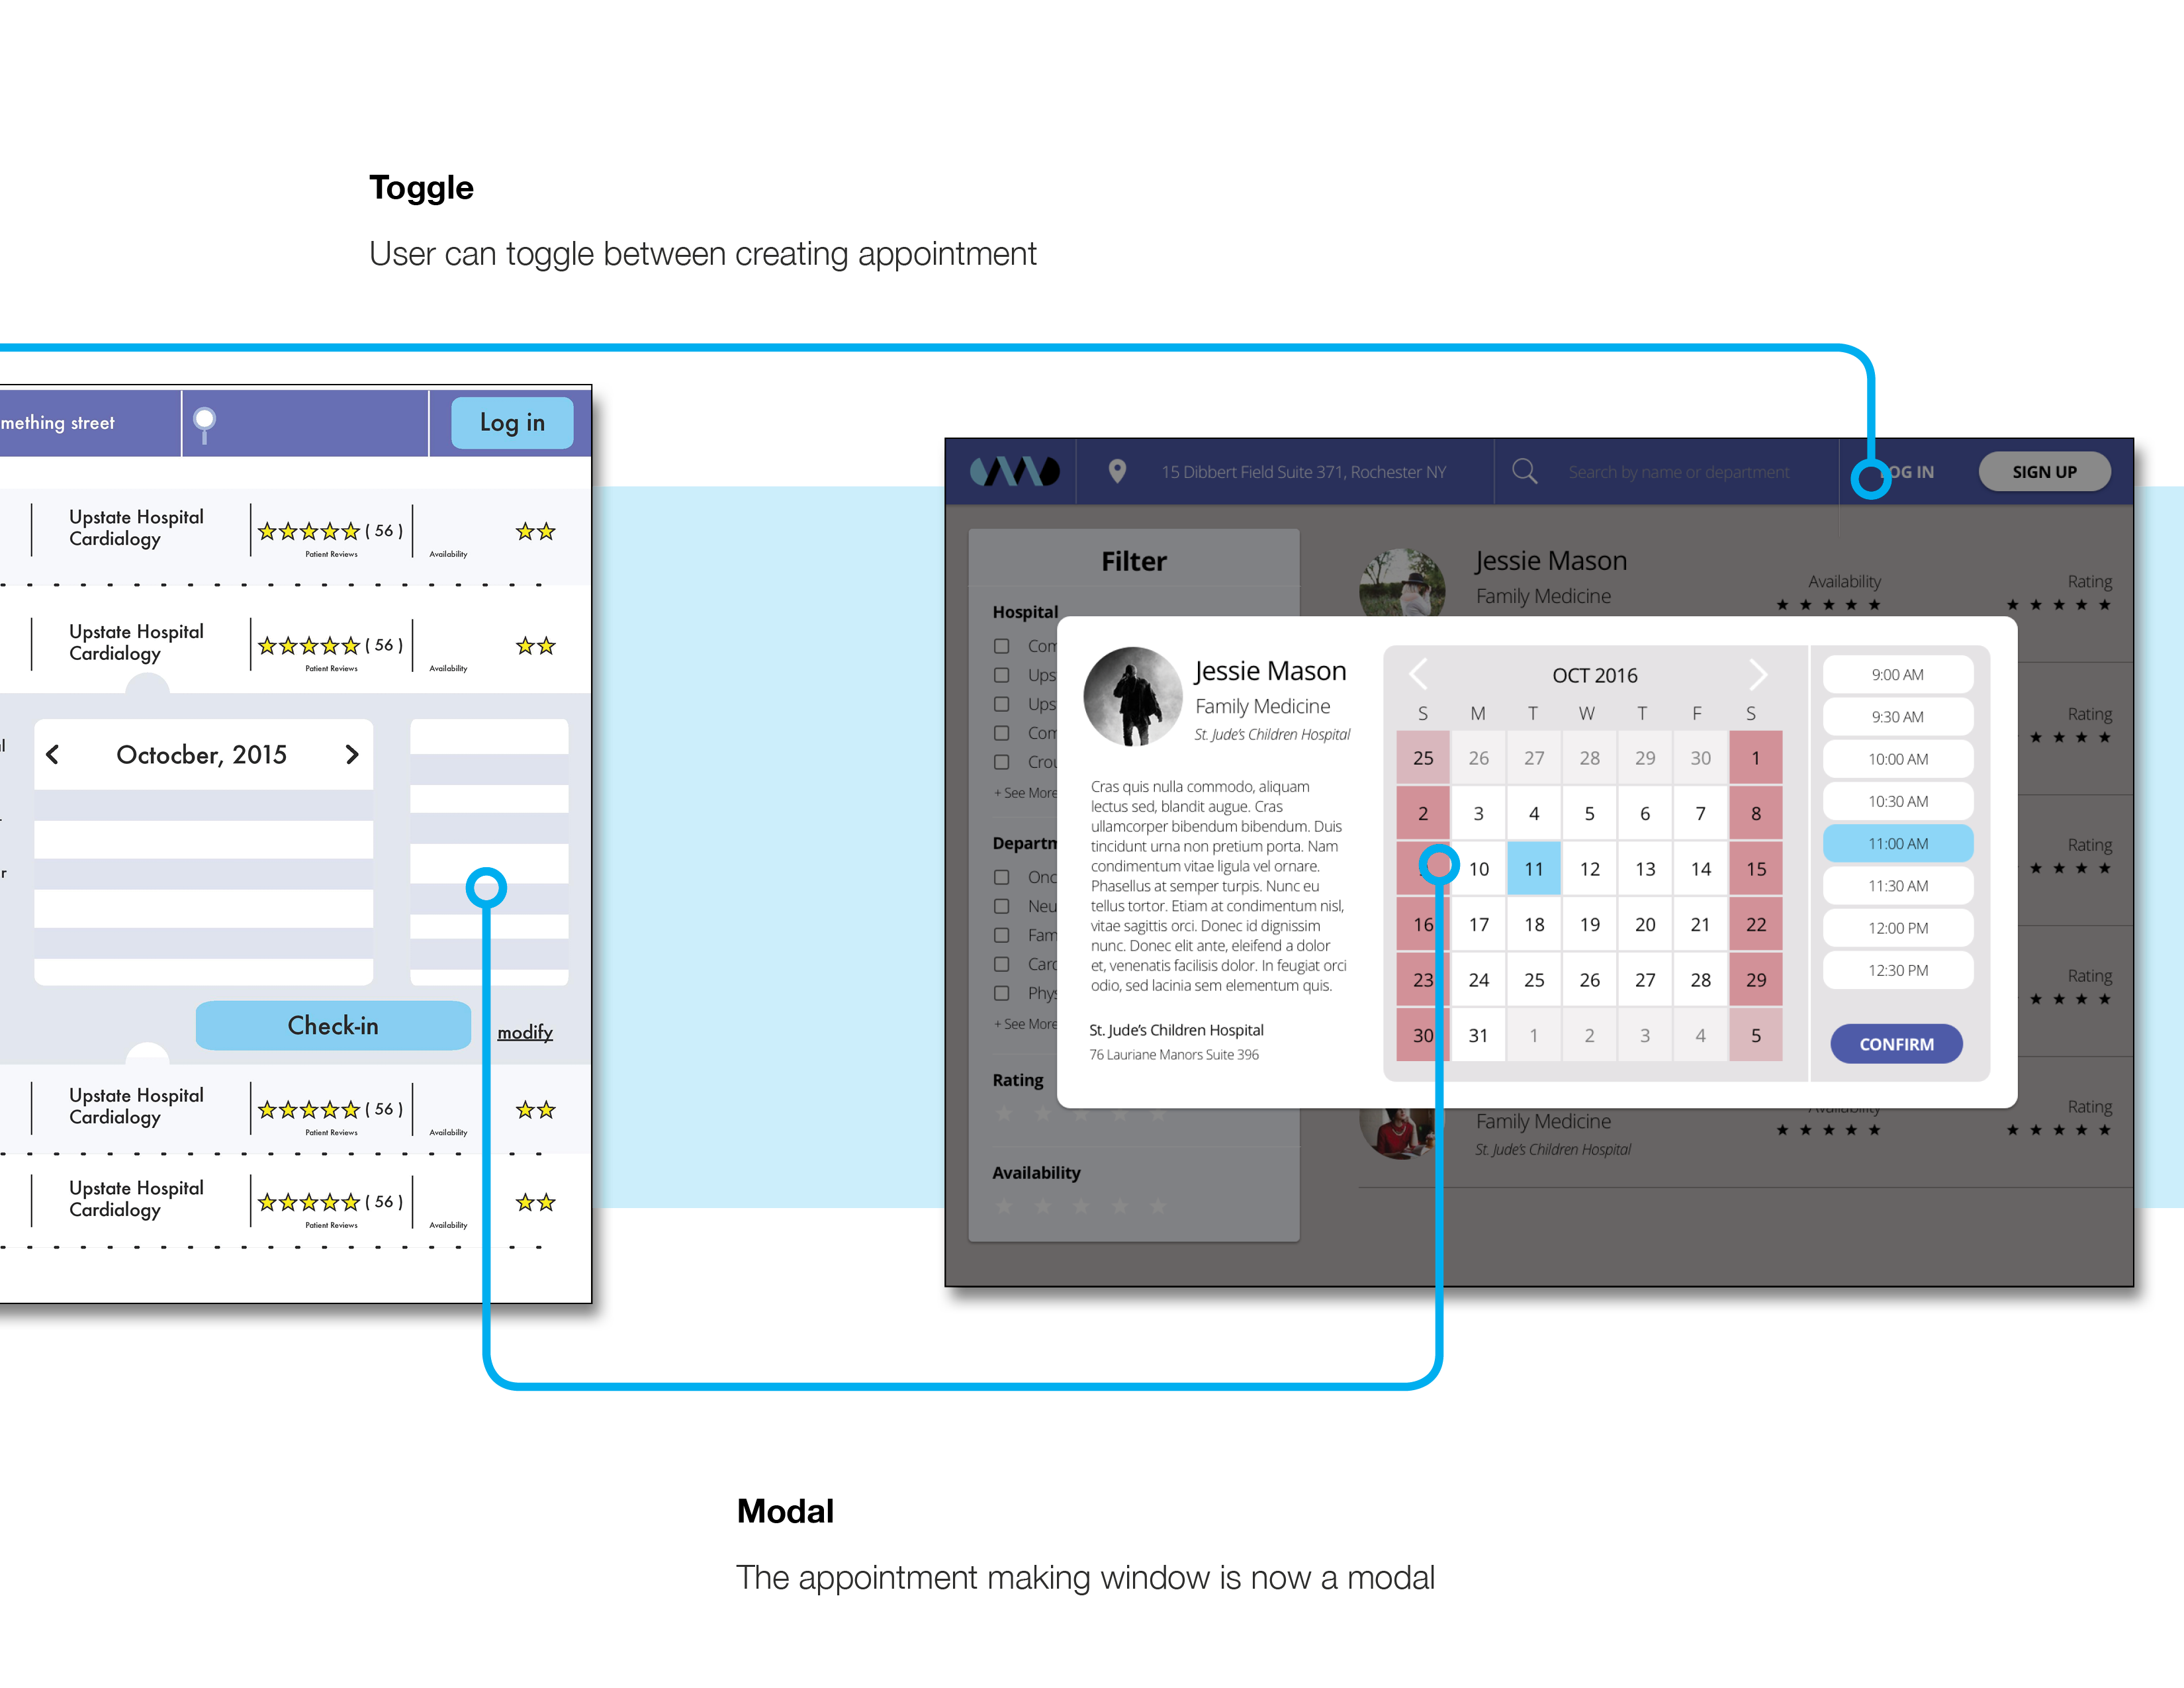 Toggle
User can toggle between creating appointment
mething street
Log in
Upstate Hospital
Cardialogy
( 56 )
Patient Reviews
Availability
Upstate Hospital
Cardialogy
( 56 )
Patient Reviews
Availability
Octocber, 2015
Check-in
modify
Upstate Hospital
Cardialogy
( 56 )
Patient Reviews
Availability
Upstate Hospital
Cardialogy
( 56 )
Patient Reviews
Availability
15 Dibbert Field Suite 371, Rochester NY
Search by name or department
OG IN
SIGN UP
Filter
Hospital
Com
Ups
Ups
Com
Crou
+ See More
Departm
Onc
Neu
Fam
Card
Phys
+ See More
Rating
Availability
Jessie Mason
Family Medicine
Availability
Rating
Rating
Rating
Rating
Family Medicine
St. Jude's Children Hospital
Availability
Rating
Jessie Mason
Family Medicine
St. Jude's Children Hospital
Cras quis nulla commodo, aliquam
lectus sed, blandit augue. Cras
ullamcorper bibendum bibendum. Duis
tincidunt urna non pretium porta. Nam
condimentum vitae ligula vel ornare.
Phasellus at semper turpis. Nunc eu
tellus tortor. Etiam at condimentum nisl,
vitae sagittis orci. Donec id dignissim
nunc. Donec elit ante, eleifend a dolor
et, venenatis facilisis dolor. In feugiat orci
odio, sed lacinia sem elementum quis.
St. Jude's Children Hospital
76 Lauriane Manors Suite 396
OCT 2016
S M T W T F S
25 26 27 28 29 30 1
2 3 4 5 6 7 8
10 11 12 13 14 15
16 17 18 19 20 21 22
23 24 25 26 27 28 29
30 31 1 2 3 4 5
9:00 AM
9:30 AM
10:00 AM
10:30 AM
11:00 AM
11:30 AM
12:00 PM
12:30 PM
CONFIRM
Modal
The appointment making window is now a modal